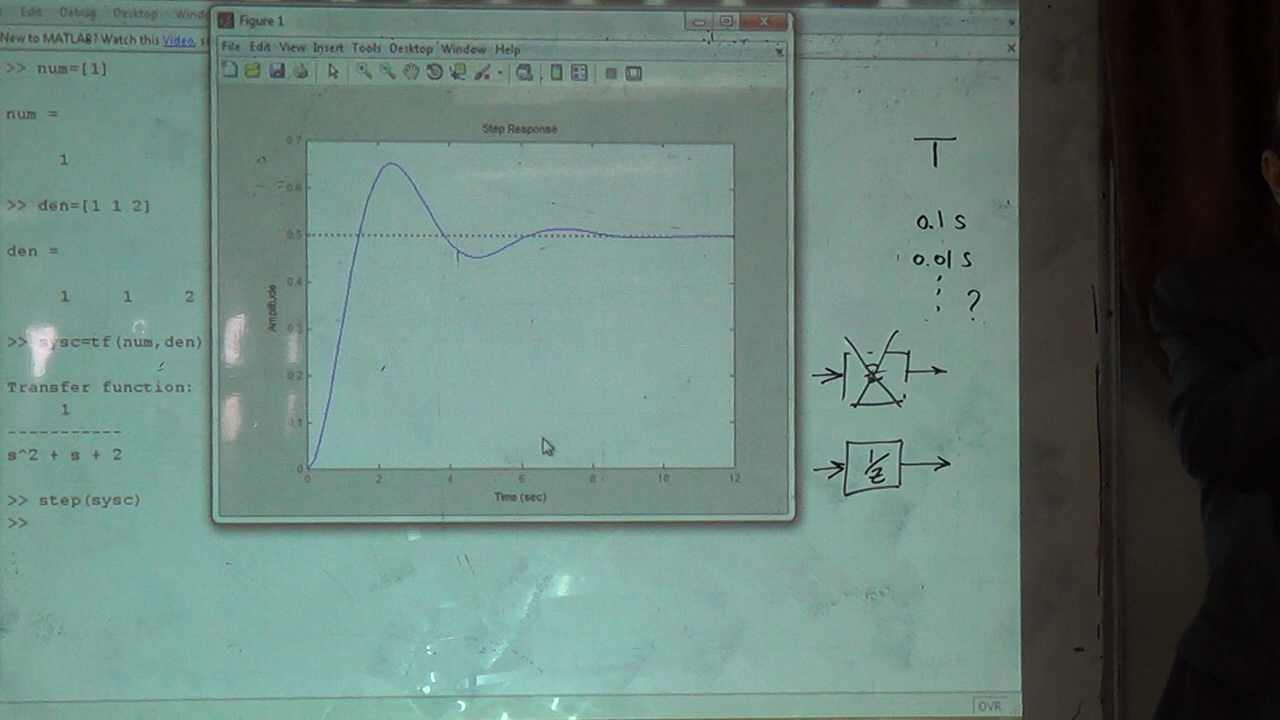 Edit Debug Desktop Wind
New to MATLAB? Watch this Video, s
>> num=[1]
num =
1
>> den=[1 1 2]
den =
1 1 2
>> sysc=tf(num,den)
Transfer function:
1
-----------
s^2 + s + 2
>> step(sysc)
>>
Figure 1
File Edit View Insert Tools Desktop Window Help
Step Response
0.7
0.6
0.5
0.4
0.3
0.2
0.1
0
Amplitude
0 2 4 6 8 10 12
Time (sec)
T
0.1 s
0.01 s
?
1/z
OVR